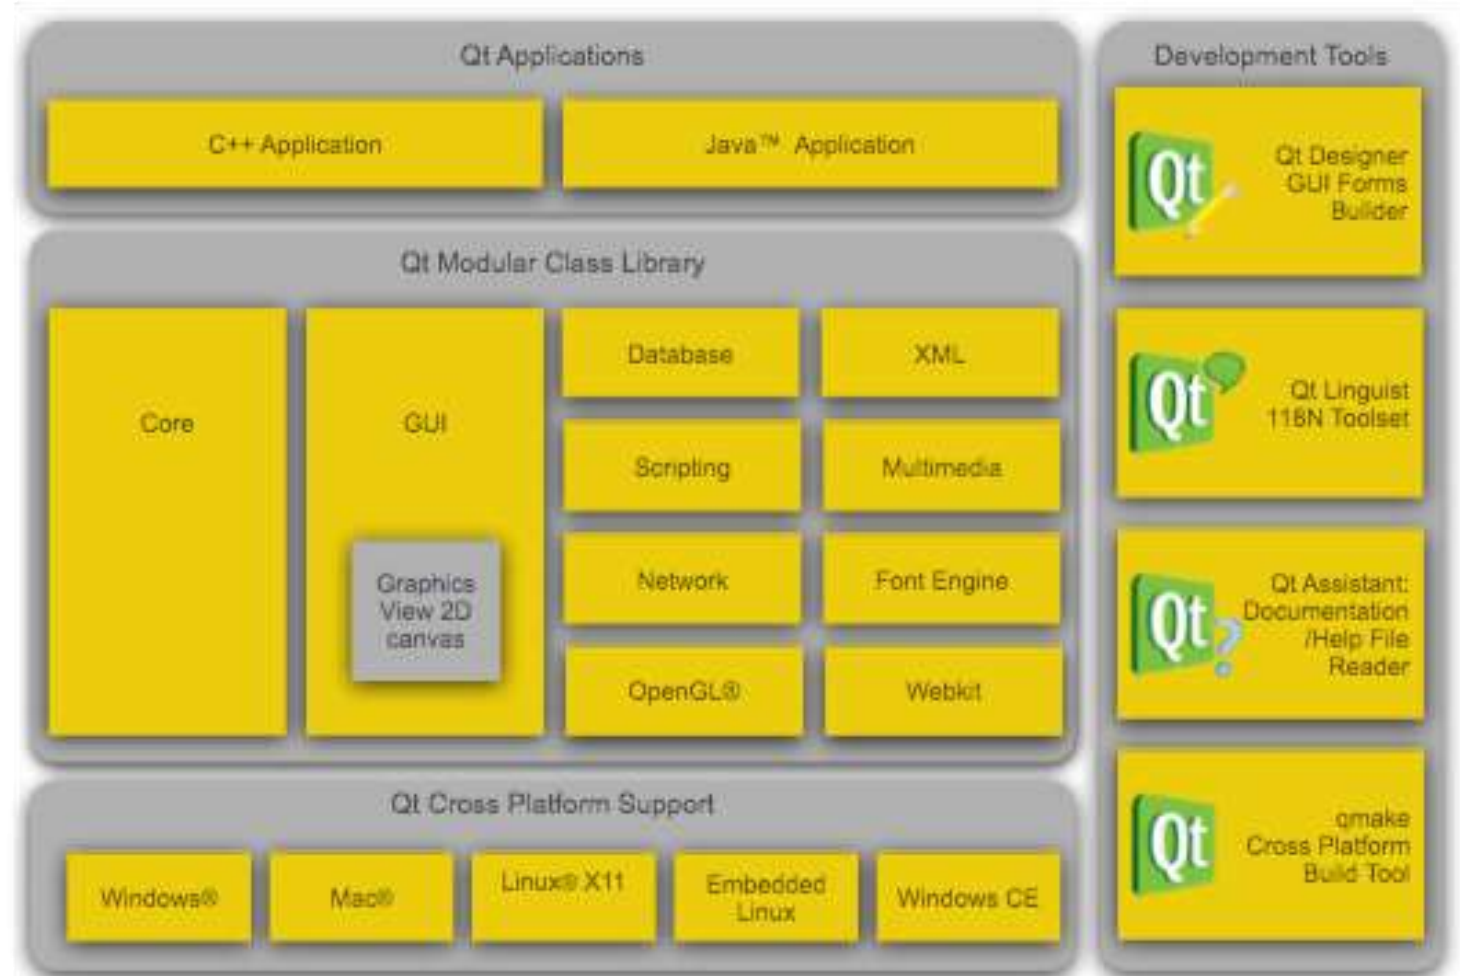 Qt Applications
C++ Application
Java™ Application
Qt Modular Class Library
Core
GUI
Graphics
View 2D
canvas
Database
XML
Scripting
Multimedia
Network
Font Engine
OpenGL®
Webkit
Qt Cross Platform Support
Windows®
Mac®
Linux® X11
Embedded
Linux
Windows CE
Development Tools
Qt
Qt Designer
GUI Forms
Builder
Qt
Qt Linguist
118N Toolset
Qt
Qt Assistant:
Documentation
/Help File
Reader
Qt
qmake
Cross Platform
Build Tool